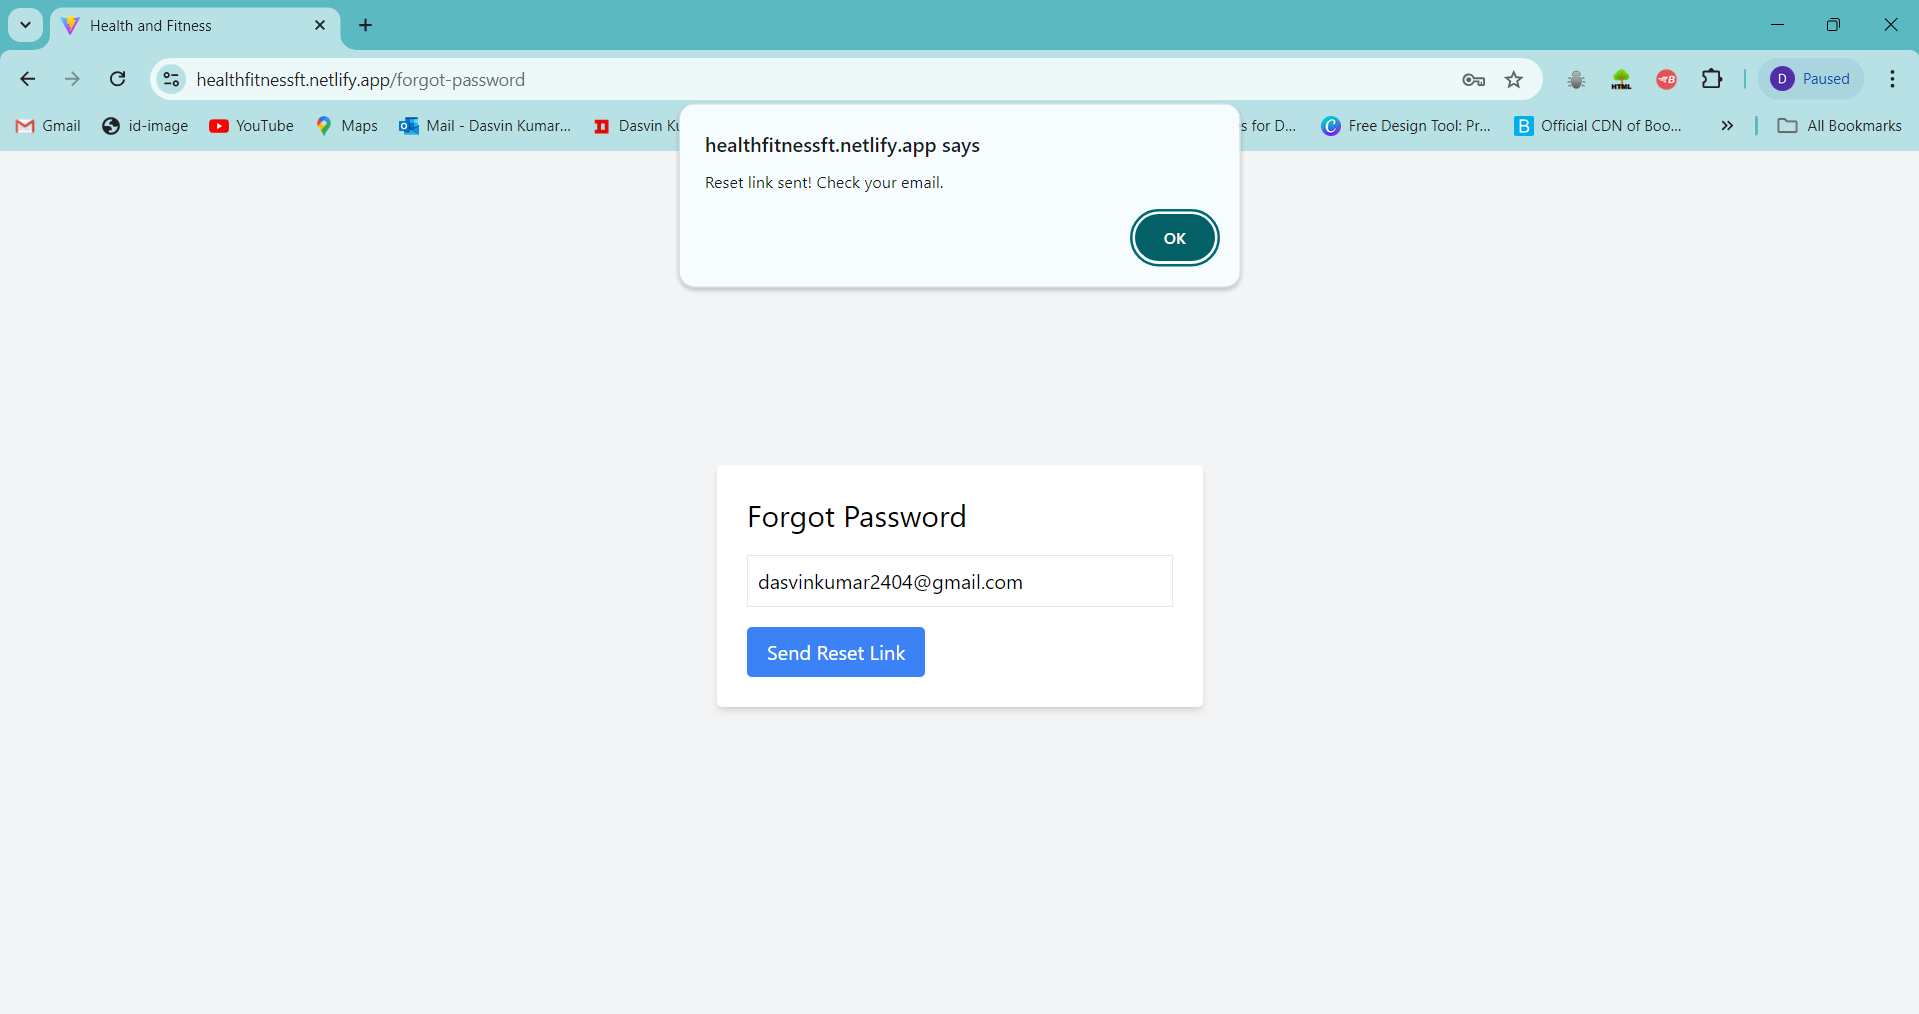 Health and Fitness
healthfitnessft.netlify.app/forgot-password
HTML
B
D Paused
Gmail
id-image
YouTube
Maps
Mail - Dasvin Kumar...
Dasvin Ku
s for D...
C Free Design Tool: Pr...
B Official CDN of Boo...
All Bookmarks
healthfitnessft.netlify.app says
Reset link sent! Check your email.
OK
Forgot Password
dasvinkumar2404@gmail.com
Send Reset Link